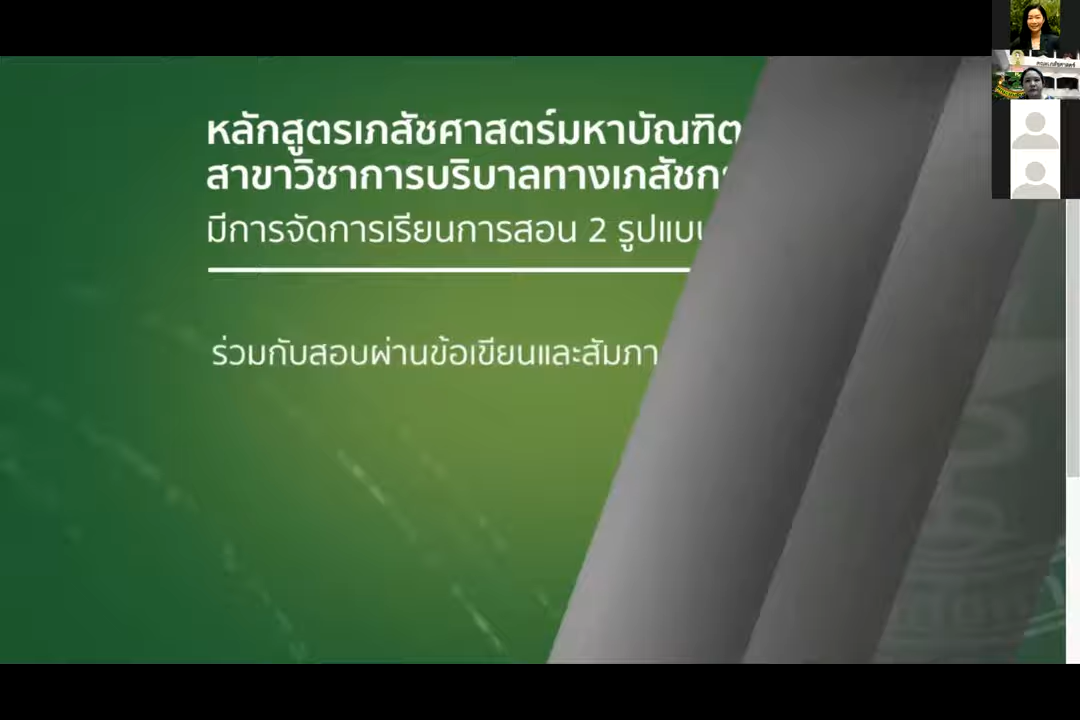 หลักสูตรเภสัชศาสตร์มหาบัณฑิต
สาขาวิชาการบริบาลทางเภสัชก
มีการจัดการเรียนการสอน 2 รูปแบบ
ร่วมกับสอบผ่านข้อเขียนและสัมภา